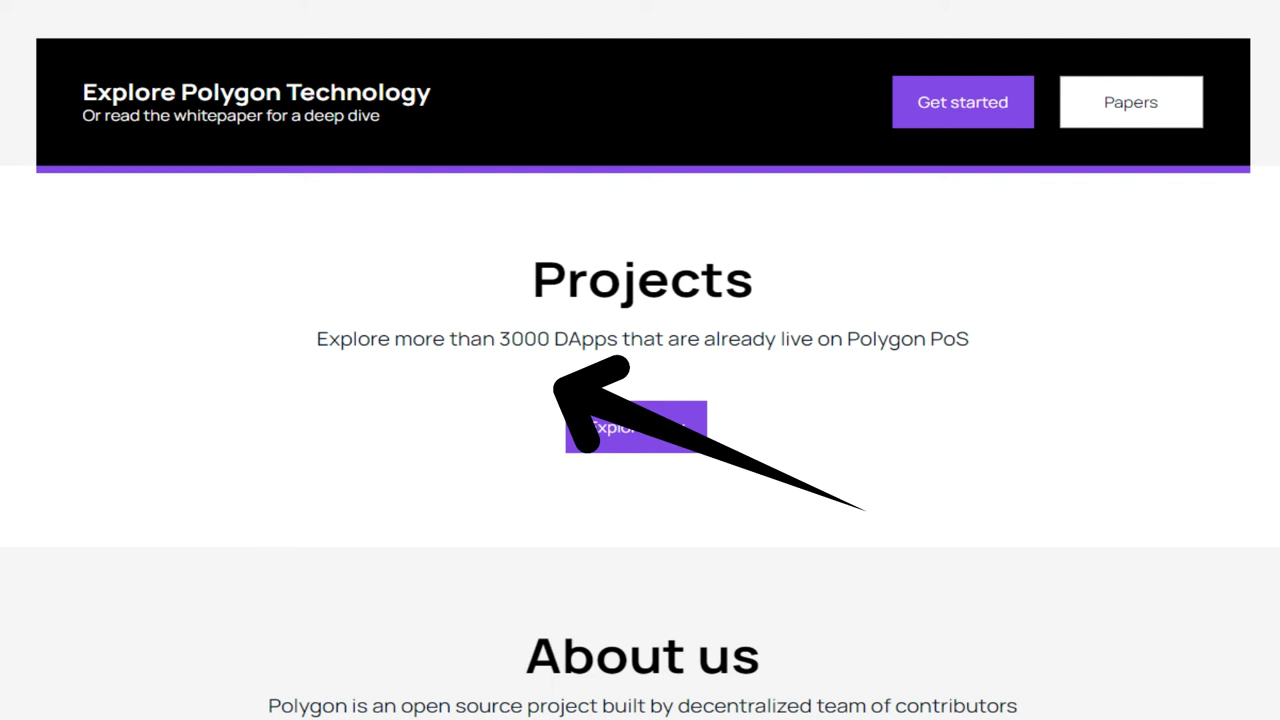 Explore Polygon Technology
Or read the whitepaper for a deep dive
Get started
Papers
Projects
Explore more than 3000 DApps that are already live on Polygon PoS
About us
Polygon is an open source project built by decentralized team of contributors